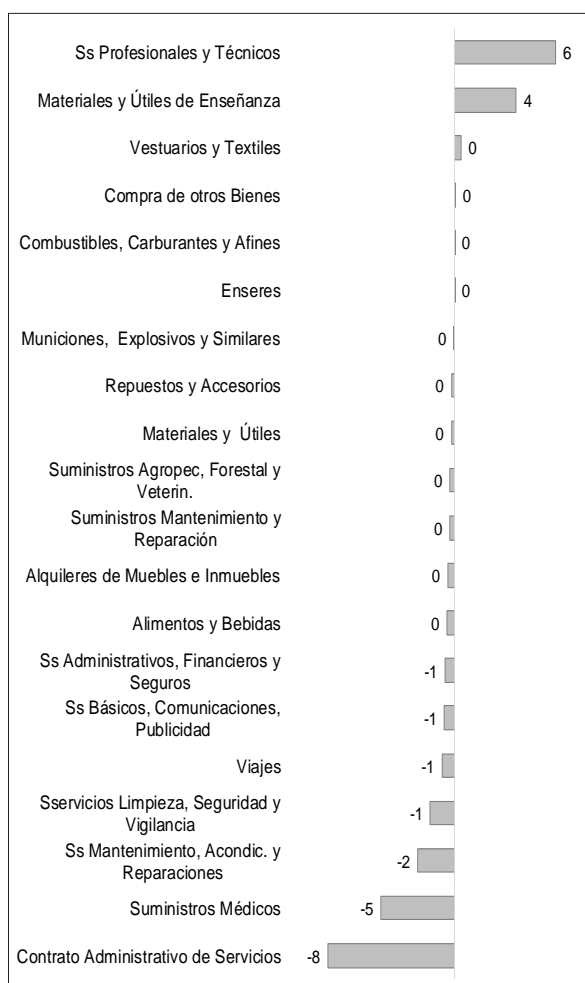 Ss Profesionales y Técnicos 6
Materiales y Útiles de Enseñanza 4
Vestuarios y Textiles 0
Compra de otros Bienes 0
Combustibles, Carburantes y Afines 0
Enseres 0
Municiones, Explosivos y Similares 0
Repuestos y Accesorios 0
Materiales y Útiles 0
Suministros Agropec, Forestal y
Veterin. 0
Suministros Mantenimiento y
Reparación 0
Alquileres de Muebles e Inmuebles 0
Alimentos y Bebidas 0
Ss Administrativos, Financieros y
Seguros -1
Ss Básicos, Comunicaciones,
Publicidad -1
Viajes -1
Sservicios Limpieza, Seguridad y
Vigilancia -1
Ss Mantenimiento, Acondic. y
Reparaciones -2
Suministros Médicos -5
Contrato Administrativo de Servicios -8